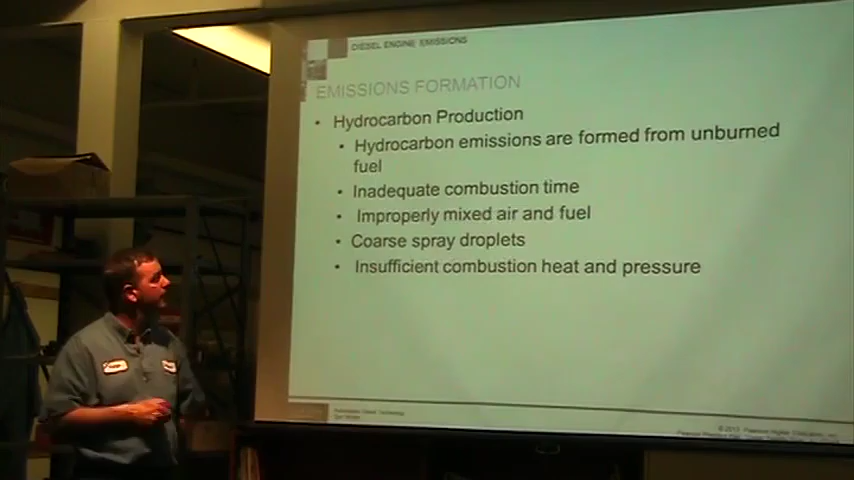 DIESEL ENGINE EMISSIONS
EMISSIONS FORMATION
• Hydrocarbon Production
• Hydrocarbon emissions are formed from unburned
fuel
• Inadequate combustion time
• Improperly mixed air and fuel
• Coarse spray droplets
• Insufficient combustion heat and pressure